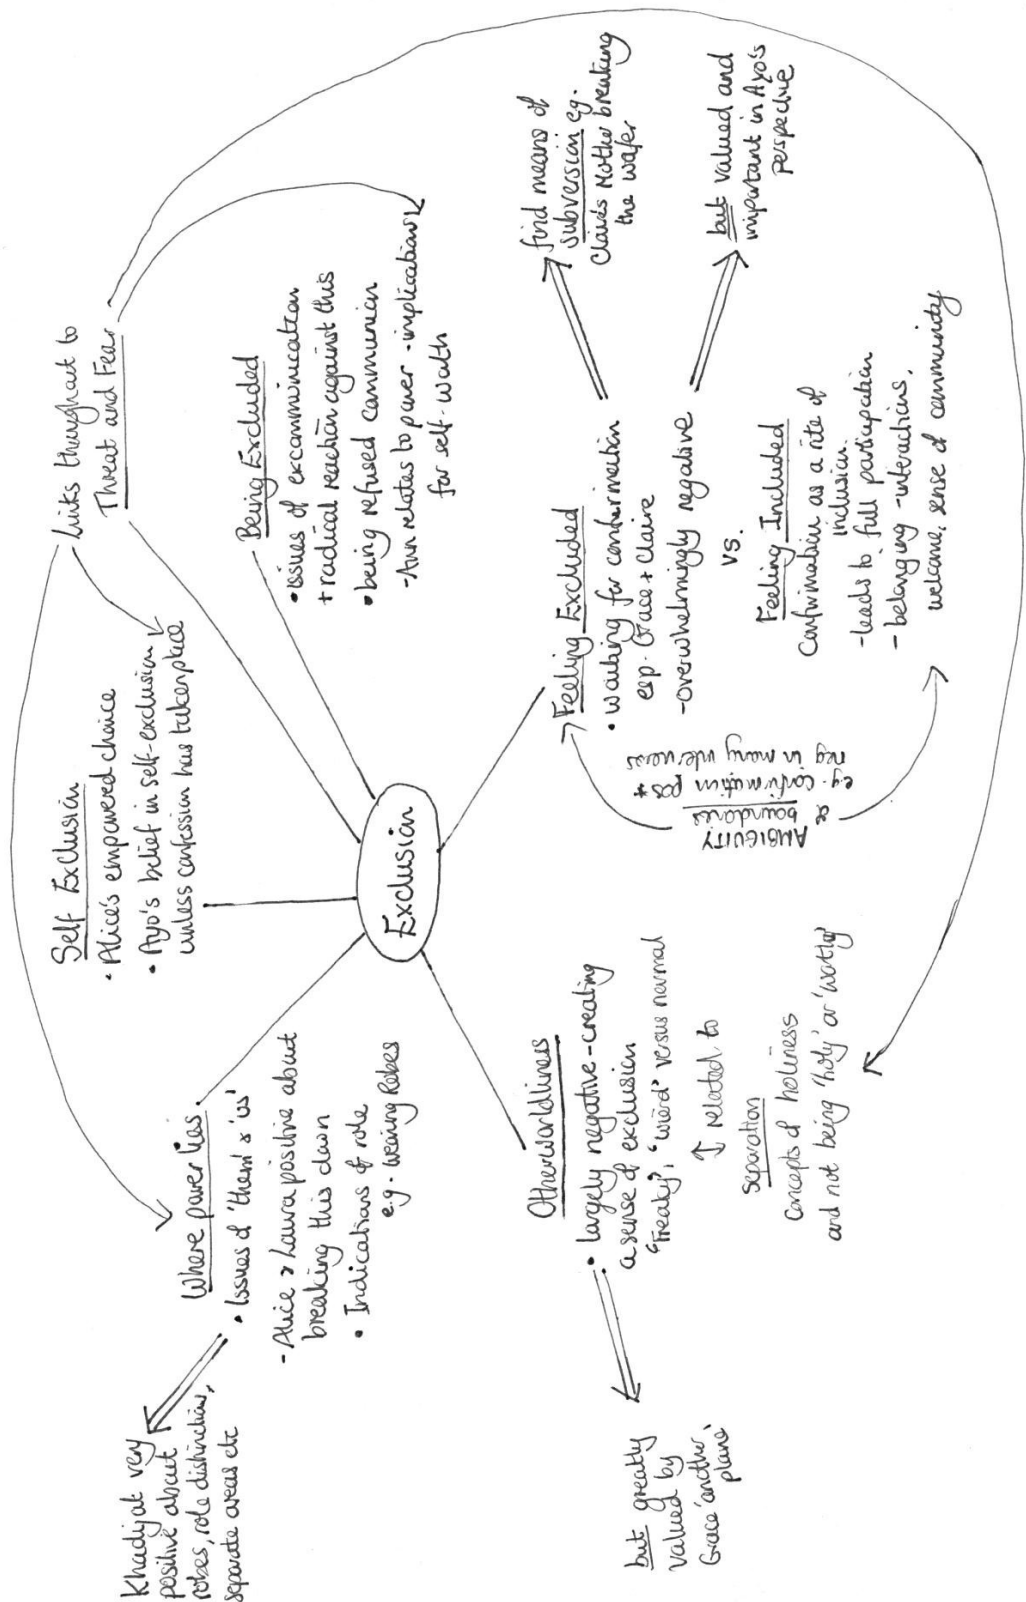 Exclusion
Links throughout to
Threat and Fear
Self Exclusion
• Alice's empowered choice
• Ayo's belief in self-exclusion
unless confession has taken place
Being Excluded
• issues of excommunication
+ radical reaction against this
• being refused communion
- Ann relates to power - implications
for self-worth
Where power lies
• Issues of 'them' & 'us'
- Alice & Laura positive about
breaking this down
• Indications of role
e.g. wearing Robes
Khadijat very
positive about
robes, role distinction,
separate areas etc
Feeling Excluded
• Waiting for confirmation
esp. Grace + Claire
- overwhelmingly negative
find means of
subversion eg.
Claire's Mother breaking
the wafer
but valued and
important in Ayo's
perspective
vs.
Feeling Included
Confirmation as a rite of
inclusion.
- leads to full participation
- belonging - interactions,
welcome, sense of community
AMBIGUITY
of boundaries
eg. confirmation pos +
neg in many interviews
Otherworldliness
• largely negative - creating
a sense of exclusion
"Freaky", "weird" versus normal
↑ related to
Separation
Concepts of holiness
and not being 'holy' or 'worthy'
but greatly
valued by
Grace 'another
plane'